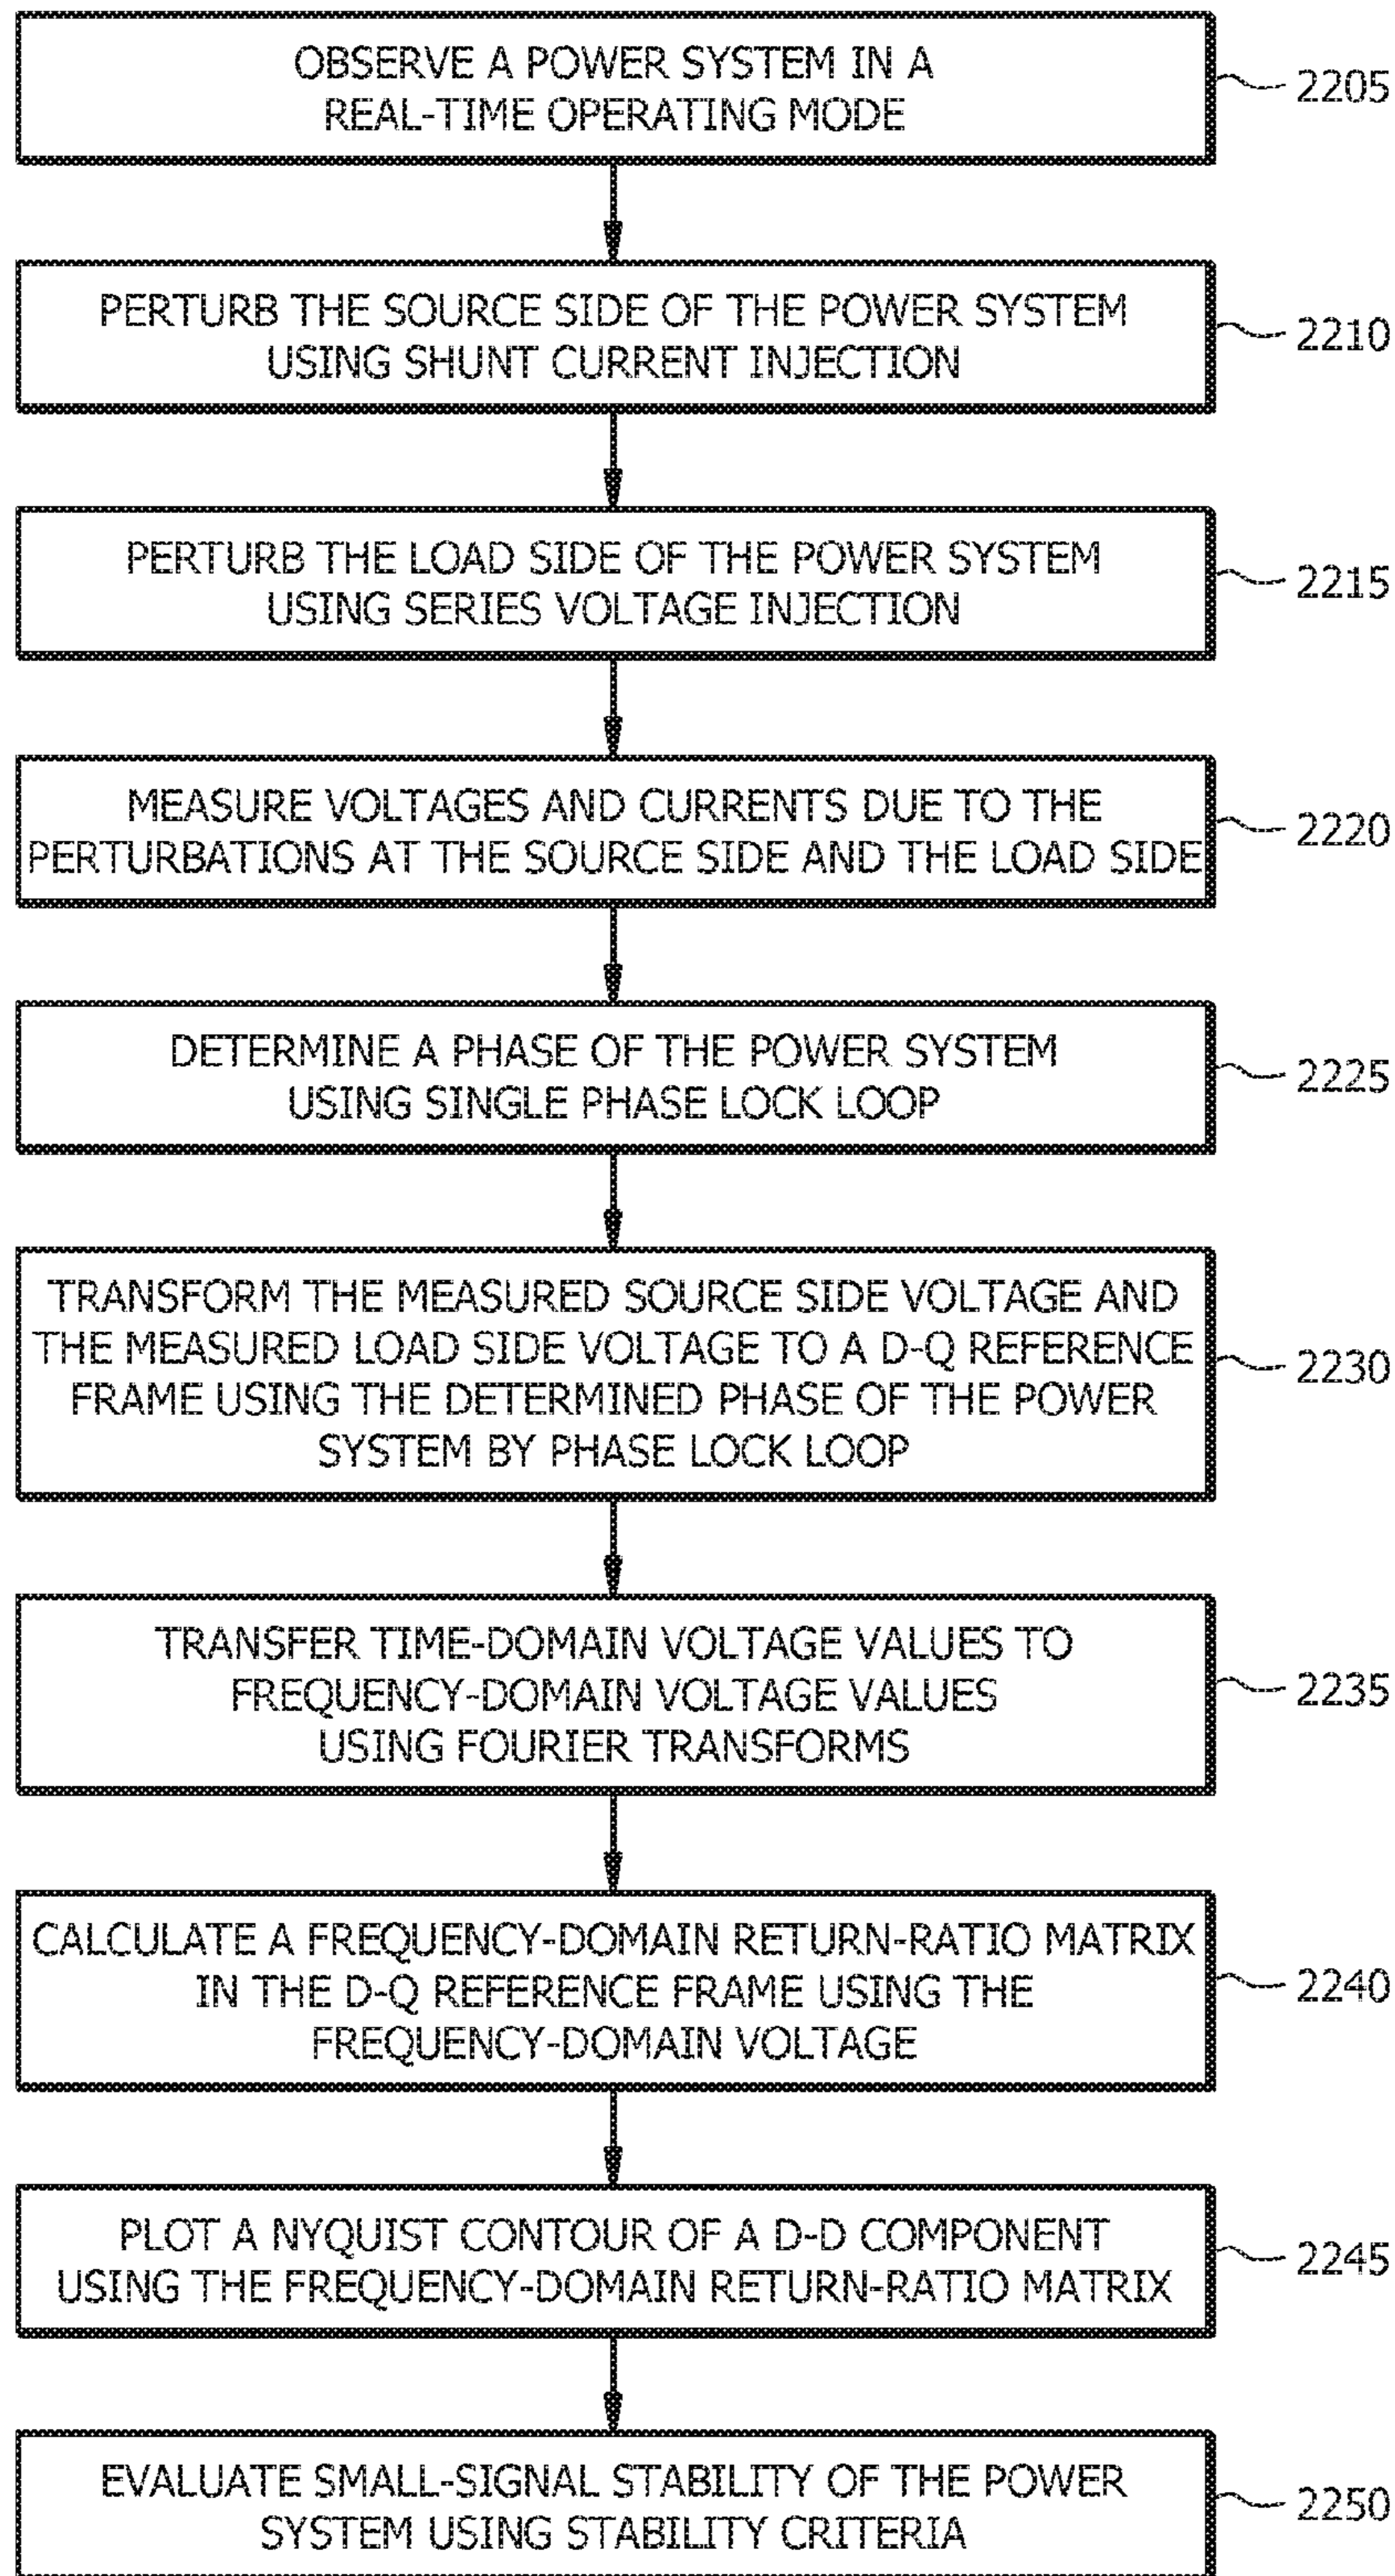 OBSERVE A POWER SYSTEM IN A
REAL-TIME OPERATING MODE
2205
PERTURB THE SOURCE SIDE OF THE POWER SYSTEM
USING SHUNT CURRENT INJECTION
2210
PERTURB THE LOAD SIDE OF THE POWER SYSTEM
USING SERIES VOLTAGE INJECTION
2215
MEASURE VOLTAGES AND CURRENTS DUE TO THE
PERTURBATIONS AT THE SOURCE SIDE AND THE LOAD SIDE
2220
DETERMINE A PHASE OF THE POWER SYSTEM
USING SINGLE PHASE LOCK LOOP
2225
TRANSFORM THE MEASURED SOURCE SIDE VOLTAGE AND
THE MEASURED LOAD SIDE VOLTAGE TO A D-Q REFERENCE
FRAME USING THE DETERMINED PHASE OF THE POWER
SYSTEM BY PHASE LOCK LOOP
2230
TRANSFER TIME-DOMAIN VOLTAGE VALUES TO
FREQUENCY-DOMAIN VOLTAGE VALUES
USING FOURIER TRANSFORMS
2235
CALCULATE A FREQUENCY-DOMAIN RETURN-RATIO MATRIX
IN THE D-Q REFERENCE FRAME USING THE
FREQUENCY-DOMAIN VOLTAGE
2240
PLOT A NYQUIST CONTOUR OF A D-D COMPONENT
USING THE FREQUENCY-DOMAIN RETURN-RATIO MATRIX
2245
EVALUATE SMALL-SIGNAL STABILITY OF THE POWER
SYSTEM USING STABILITY CRITERIA
2250